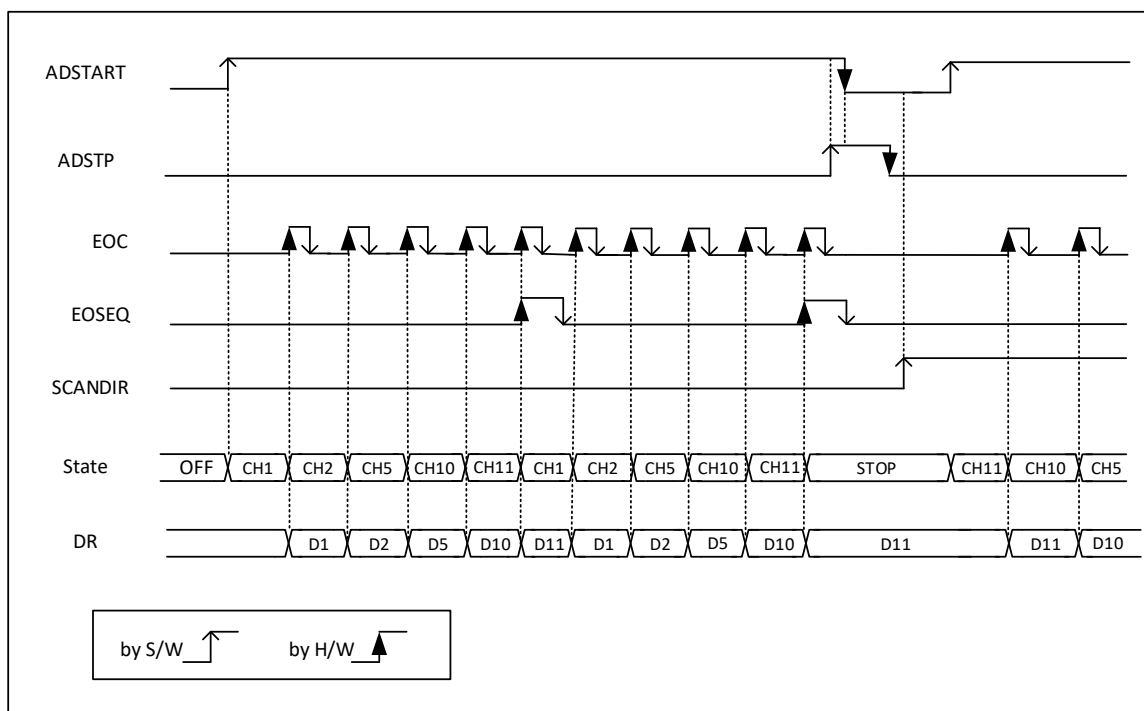 ADSTART
ADSTP
EOC
EOSEQ
SCANDIR
State OFF CH1 CH2 CH5 CH10 CH11 CH1 CH2 CH5 CH10 CH11 STOP CH11 CH10 CH5
DR D1 D2 D5 D10 D11 D1 D2 D5 D10 D11 D11 D10
by S/W by H/W